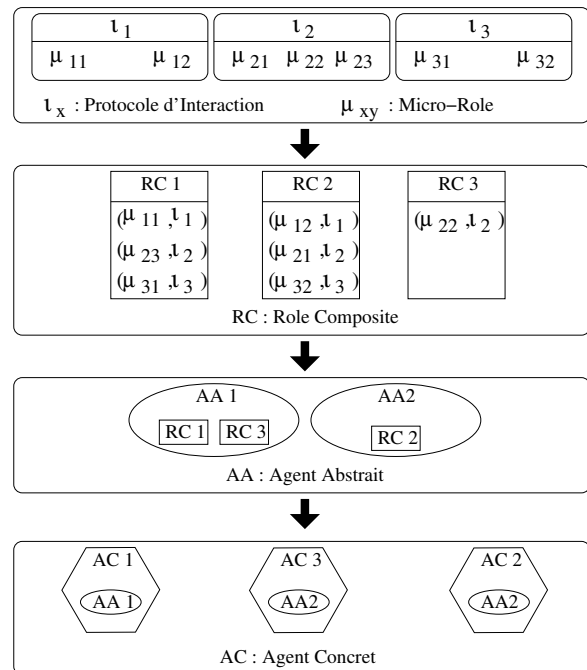 ι 1 ι 2 ι 3
μ 11 μ 12 μ 21 μ 22 μ 23 μ 31 μ 32
ι x : Protocole d'Interaction μ xy : Micro−Role
RC 1 RC 2 RC 3
(μ 11 ,ι 1 ) (μ 12 ,ι 1 ) (μ 22 ,ι 2 )
(μ 23 ,ι 2 ) (μ 21 ,ι 2 )
(μ 31 ,ι 3 ) (μ 32 ,ι 3 )
RC : Role Composite
AA 1 AA2
RC 1 RC 3 RC 2
AA : Agent Abstrait
AC 1 AC 3 AC 2
AA 1 AA2 AA2
AC : Agent Concret